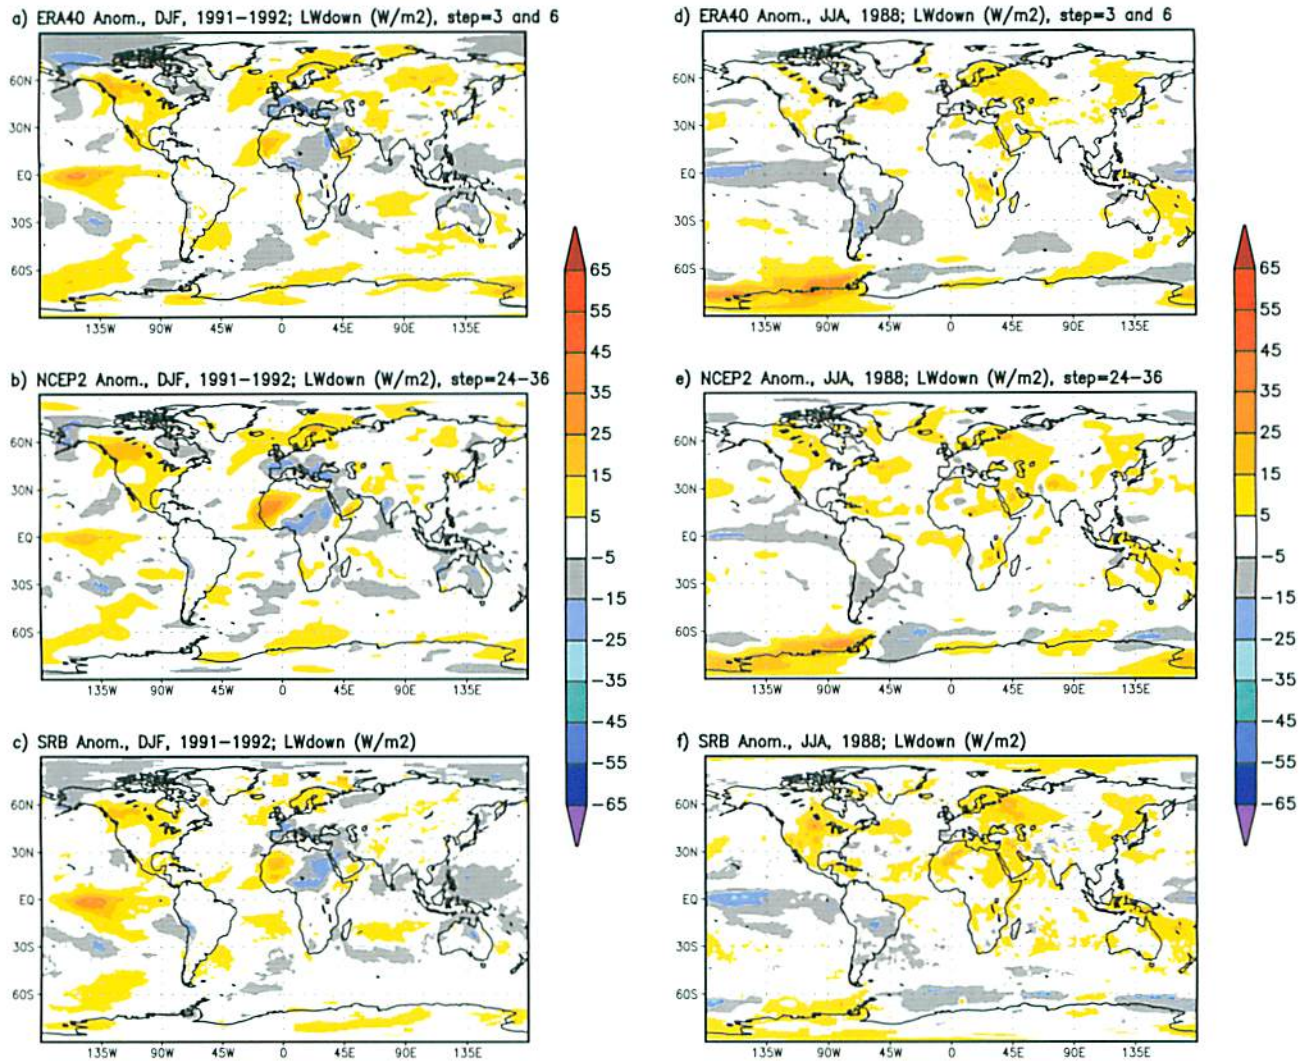 a) ERA40 Anom., DJF, 1991-1992; LWdown (W/m2), step=3 and 6
60N
30N
EQ
30S
60S
135W 90W 45W 0 45E 90E 135E
b) NCEP2 Anom., DJF, 1991-1992; LWdown (W/m2), step=24-36
60N
30N
EQ
30S
60S
135W 90W 45W 0 45E 90E 135E
c) SRB Anom., DJF, 1991-1992; LWdown (W/m2)
60N
30N
EQ
30S
60S
135W 90W 45W 0 45E 90E 135E
65
55
45
35
25
15
5
-5
-15
-25
-35
-45
-55
-65
d) ERA40 Anom., JJA, 1988; LWdown (W/m2), step=3 and 6
60N
30N
EQ
30S
60S
135W 90W 45W 0 45E 90E 135E
e) NCEP2 Anom., JJA, 1988; LWdown (W/m2), step=24-36
60N
30N
EQ
30S
60S
135W 90W 45W 0 45E 90E 135E
f) SRB Anom., JJA, 1988; LWdown (W/m2)
60N
30N
EQ
30S
60S
135W 90W 45W 0 45E 90E 135E
65
55
45
35
25
15
5
-5
-15
-25
-35
-45
-55
-65